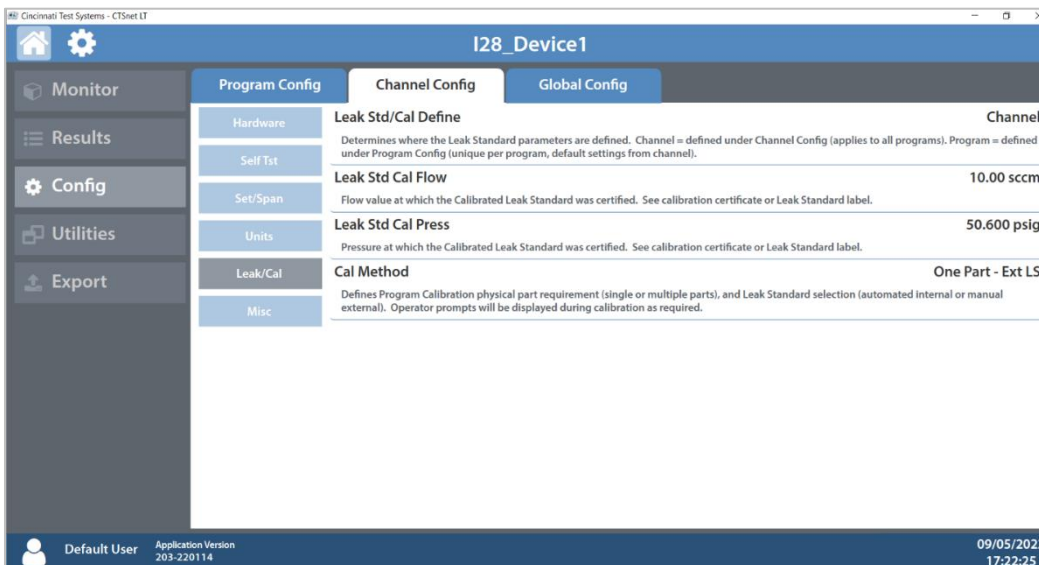 Cincinnati Test Systems - CTSnet LT
I28_Device1
Monitor
Results
Config
Utilities
Export
Program Config
Channel Config
Global Config
Hardware
Self Tst
Set/Span
Units
Leak/Cal
Misc
Leak Std/Cal Define Channel
Determines where the Leak Standard parameters are defined. Channel = defined under Channel Config (applies to all programs). Program = defined
under Program Config (unique per program, default settings from channel).
Leak Std Cal Flow 10.00 sccm
Flow value at which the Calibrated Leak Standard was certified. See calibration certificate or Leak Standard label.
Leak Std Cal Press 50.600 psig
Pressure at which the Calibrated Leak Standard was certified. See calibration certificate or Leak Standard label.
Cal Method One Part - Ext LS
Defines Program Calibration physical part requirement (single or multiple parts), and Leak Standard selection (automated internal or manual
external). Operator prompts will be displayed during calibration as required.
Default User
Application Version
203-220114
09/05/202
17:22:25